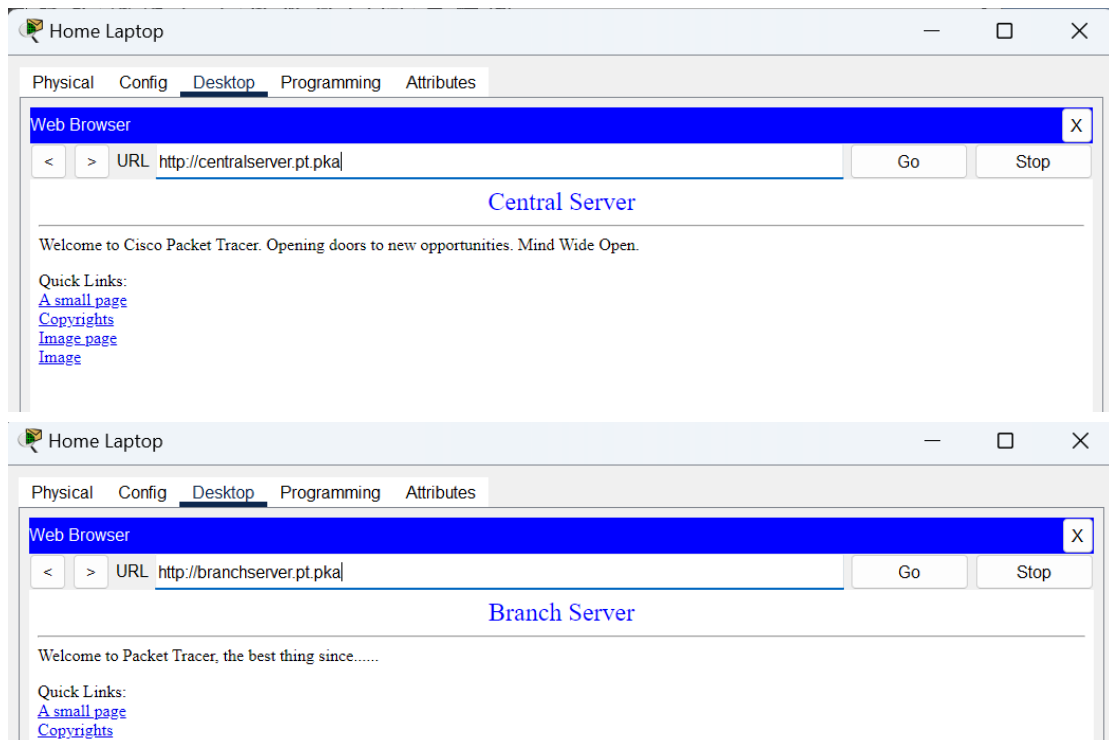 Home Laptop
Physical Config Desktop Programming Attributes
Web Browser
X
< > URL http://centralserver.pt.pka Go Stop
Central Server
Welcome to Cisco Packet Tracer. Opening doors to new opportunities. Mind Wide Open.
Quick Links:
A small page
Copyrights
Image page
Image
Home Laptop
Physical Config Desktop Programming Attributes
Web Browser
X
< > URL http://branchserver.pt.pka Go Stop
Branch Server
Welcome to Packet Tracer, the best thing since......
Quick Links:
A small page
Copyrights